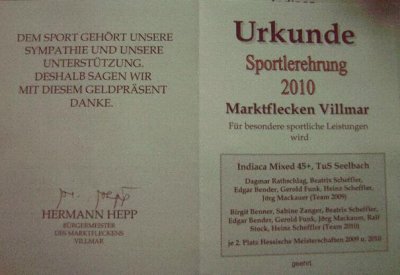 DEM SPORT GEHÖRT UNSERE
SYMPATHIE UND UNSERE
UNTERSTÜTZUNG.
DESHALB SAGEN WIR
MIT DIESEM GELDPRÄSENT
DANKE.
HERMANN HEPP
BÜRGERMEISTER
DES MARKTFLECKENS
VILLMAR
Urkunde
Sportlerehrung
2010
Marktflecken Villmar
Für besondere sportliche Leistungen
wird
Indiaca Mixed 45+, TuS Seelbach
Dagmar Rathschlag, Beatrix Scheffler,
Edgar Bender, Gerold Funk, Heinz Scheffler,
Jörg Mackauer (Team 2009)
Birgit Benner, Sabine Zanger, Beatrix Scheffler,
Edgar Bender, Gerold Funk, Jörg Mackauer, Ralf
Stock, Heinz Scheffler (Team 2010)
je 2. Platz Hessische Meisterschaften 2009 u. 2010
geehrt.